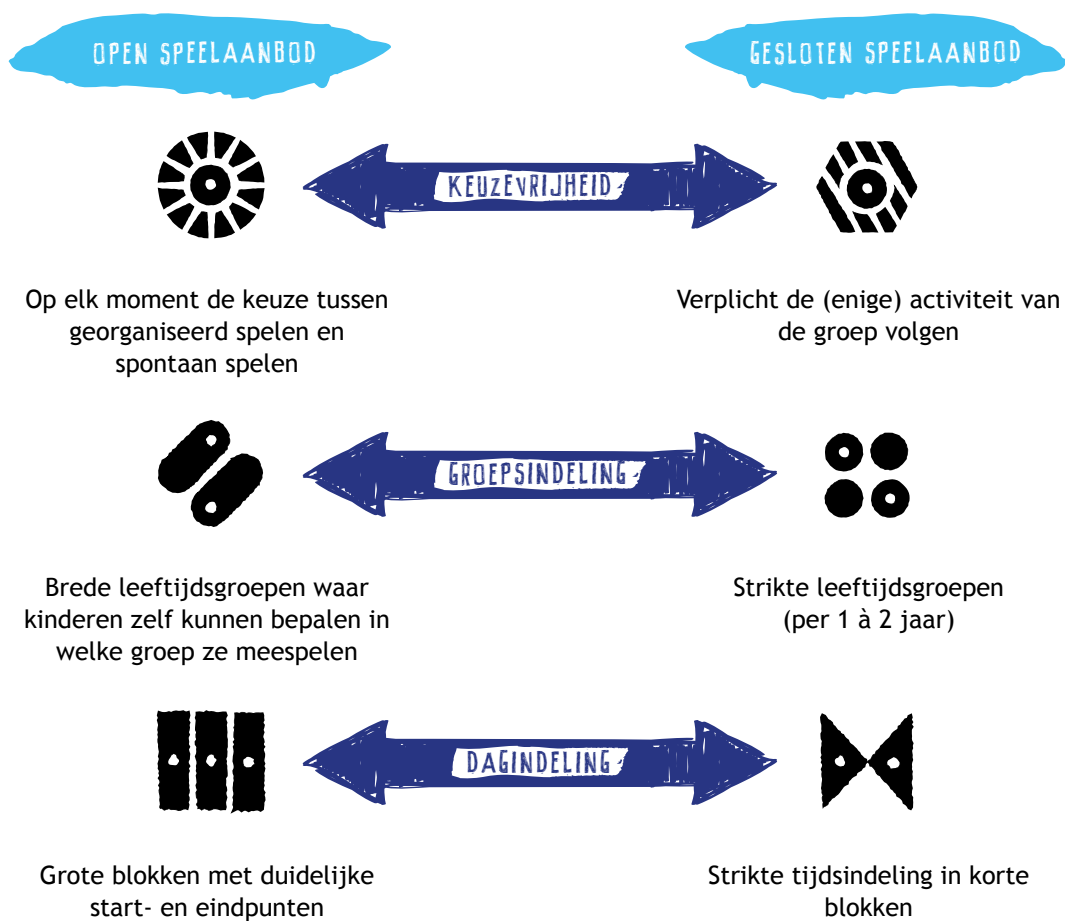 OPEN SPEELAANBOD
GESLOTEN SPEELAANBOD
KEUZEVRIJHEID
Op elk moment de keuze tussen
georganiseerd spelen en
spontaan spelen
Verplicht de (enige) activiteit van
de groep volgen
GROEPSINDELING
Brede leeftijdsgroepen waar
kinderen zelf kunnen bepalen in
welke groep ze meespelen
Strikte leeftijdsgroepen
(per 1 à 2 jaar)
DAGINDELING
Grote blokken met duidelijke
start- en eindpunten
Strikte tijdsindeling in korte
blokken